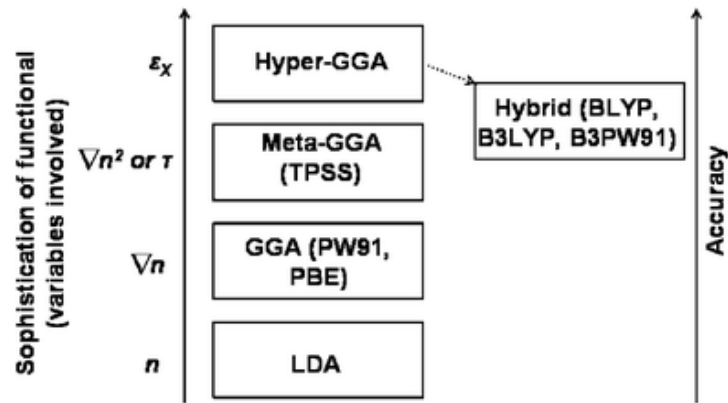 Sophistication of functional
(variables involved)
εX
Hyper-GGA
Hybrid (BLYP,
B3LYP, B3PW91)
∇n² or τ
Meta-GGA
(TPSS)
∇n
GGA (PW91,
PBE)
n
LDA
Accuracy